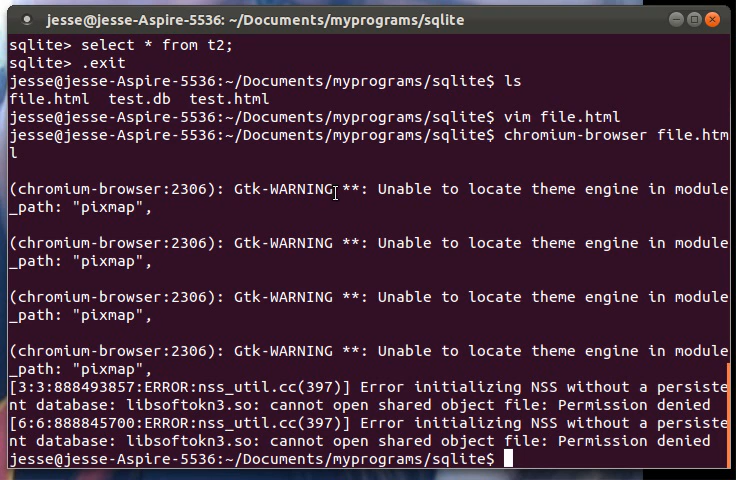 jesse@jesse-Aspire-5536: ~/Documents/myprograms/sqlite
sqlite> select * from t2;
sqlite> .exit
jesse@jesse-Aspire-5536:~/Documents/myprograms/sqlite$ ls
file.html  test.db  test.html
jesse@jesse-Aspire-5536:~/Documents/myprograms/sqlite$ vim file.html
jesse@jesse-Aspire-5536:~/Documents/myprograms/sqlite$ chromium-browser file.htm
l
(chromium-browser:2306): Gtk-WARNING **: Unable to locate theme engine in module
_path: "pixmap",
(chromium-browser:2306): Gtk-WARNING **: Unable to locate theme engine in module
_path: "pixmap",
(chromium-browser:2306): Gtk-WARNING **: Unable to locate theme engine in module
_path: "pixmap",
(chromium-browser:2306): Gtk-WARNING **: Unable to locate theme engine in module
_path: "pixmap",
[3:3:888493857:ERROR:nss_util.cc(397)] Error initializing NSS without a persiste
nt database: libsoftokn3.so: cannot open shared object file: Permission denied
[6:6:888845700:ERROR:nss_util.cc(397)] Error initializing NSS without a persiste
nt database: libsoftokn3.so: cannot open shared object file: Permission denied
jesse@jesse-Aspire-5536:~/Documents/myprograms/sqlite$